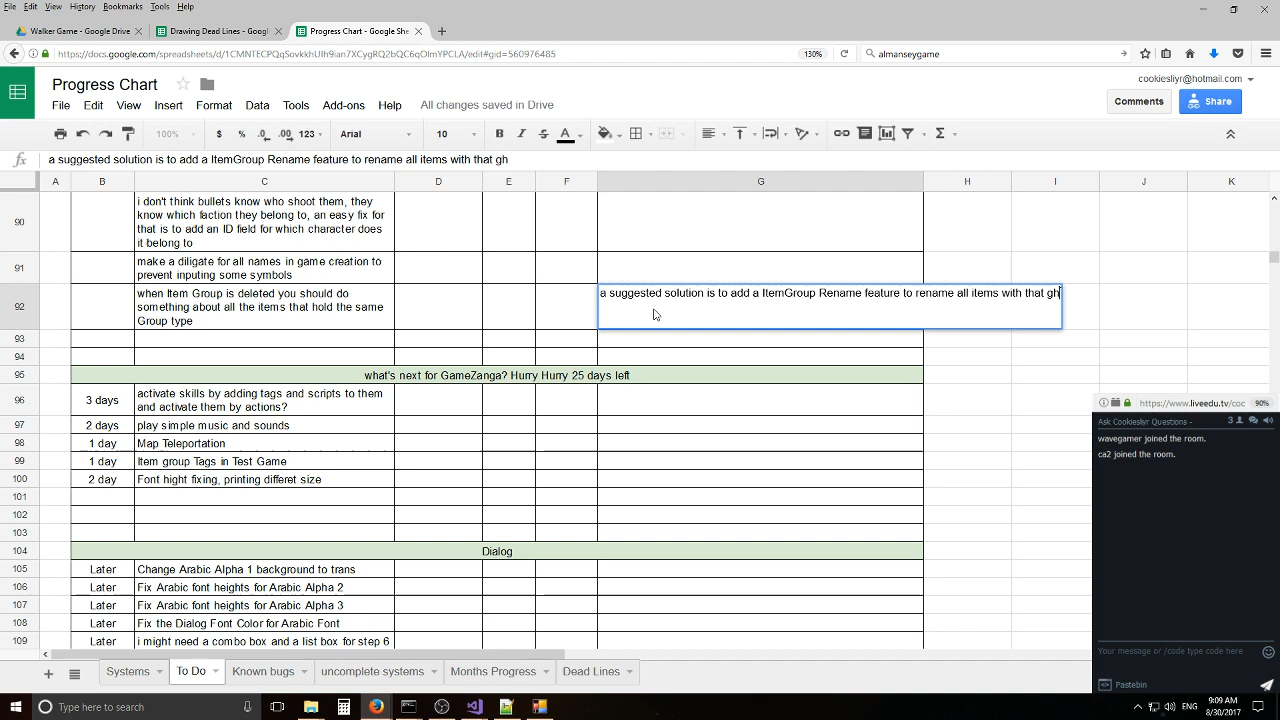 File Edit View History Bookmarks Tools Help
Walker Game - Google Drive
Drawing Dead Lines - Googl
Progress Chart - Google She
https://docs.google.com/spreadsheets/d/1CMNTECPQqSovkkhUIh9ian7XCygRQ2bQC6qOlmYPCLA/edit#gid=560976485
130%
almanseygame
Progress Chart
cookiesliyr@hotmail.com
File Edit View Insert Format Data Tools Add-ons Help All changes saved in Drive
Comments
Share
100% $ % .0 .00 123 Arial 10 B I S A
fx a suggested solution is to add a ItemGroup Rename feature to rename all items with that gh
A B C D E F G H I J K
90 i don't think bullets know who shoot them, they
know which faction they belong to, an easy fix for
that is to add an ID field for which character does
it belong to
91 make a diligate for all names in game creation to
prevent inputing some symbols
92 when Item Group is deleted you should do
something about all the items that hold the same
Group type
a suggested solution is to add a ItemGroup Rename feature to rename all items with that gh
93
94
95 what's next for GameZanga? Hurry Hurry 25 days left
96 3 days activate skills by adding tags and scripts to them
and activate them by actions?
97 2 days play simple music and sounds
98 1 day Map Teleportation
99 1 day Item group Tags in Test Game
100 2 day Font hight fixing, printing differet size
101
102
103
104 Dialog
105 Later Change Arabic Alpha 1 background to trans
106 Later Fix Arabic font heights for Arabic Alpha 2
107 Later Fix Arabic font heights for Arabic Alpha 3
108 Later Fix the Dialog Font Color for Arabic Font
109 Later i might need a combo box and a list box for step 6
https://www.liveedu.tv/coc
90%
Ask Cookiesliyr Questions - 3
wavegamer joined the room.
ca2 joined the room.
Your message or /code type code here
Pastebin
Systems To Do Known bugs uncomplete systems Months Progress Dead Lines
Type here to search
ENG
9:09 AM
8/30/2017